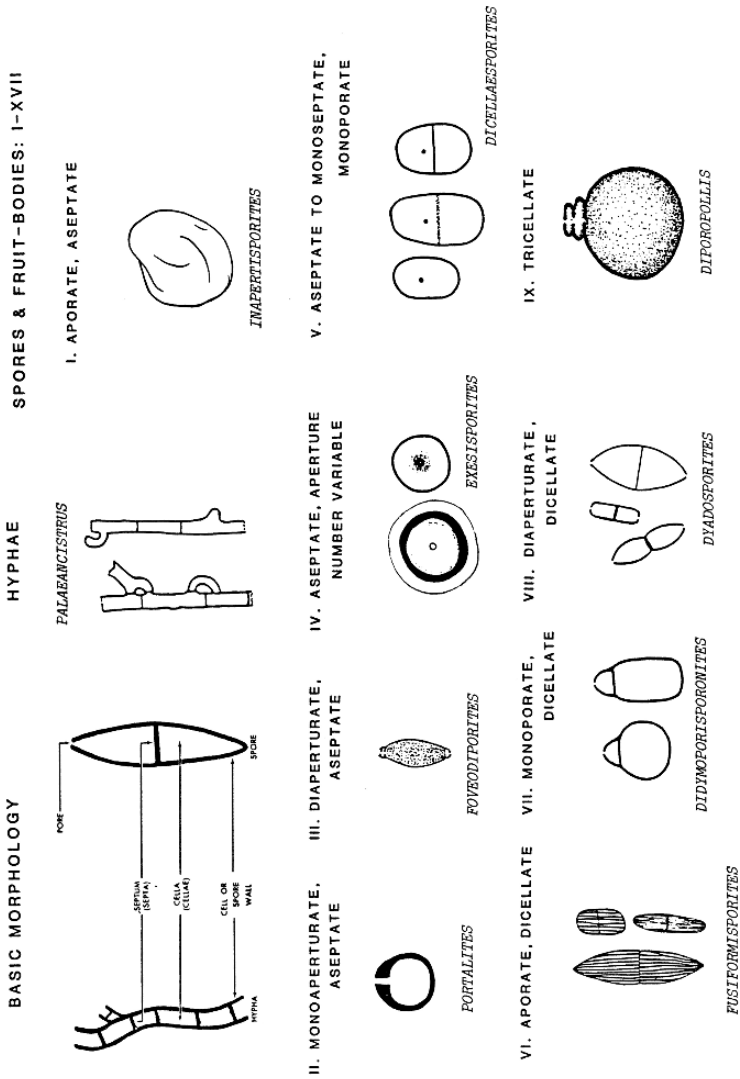 BASIC MORPHOLOGY
HYPHAE
SPORES & FRUIT-BODIES: I-XVII
PORE
SEPTUM
(SEPTA)
CELLA
(CELLAE)
CELL OR
SPORE
WALL
HYPHA
SPORE
PALAEANCISTRUS
I. APORATE, ASEPTATE
INAPERTISPORITES
II. MONOAPERTURATE,
ASEPTATE
PORTALITES
III. DIAPERTURATE,
ASEPTATE
FOVEODIPORITES
IV. ASEPTATE, APERTURE
NUMBER VARIABLE
EXESISPORITES
V. ASEPTATE TO MONOSEPTATE,
MONOPORATE
DICELLAESPORITES
VI. APORATE, DICELLATE
FUSIFORMISPORITES
VII. MONOPORATE,
DICELLATE
DIDYMOPORISPORONITES
VIII. DIAPERTURATE,
DICELLATE
DYADOSPORITES
IX. TRICELLATE
DIPOROPOLLIS